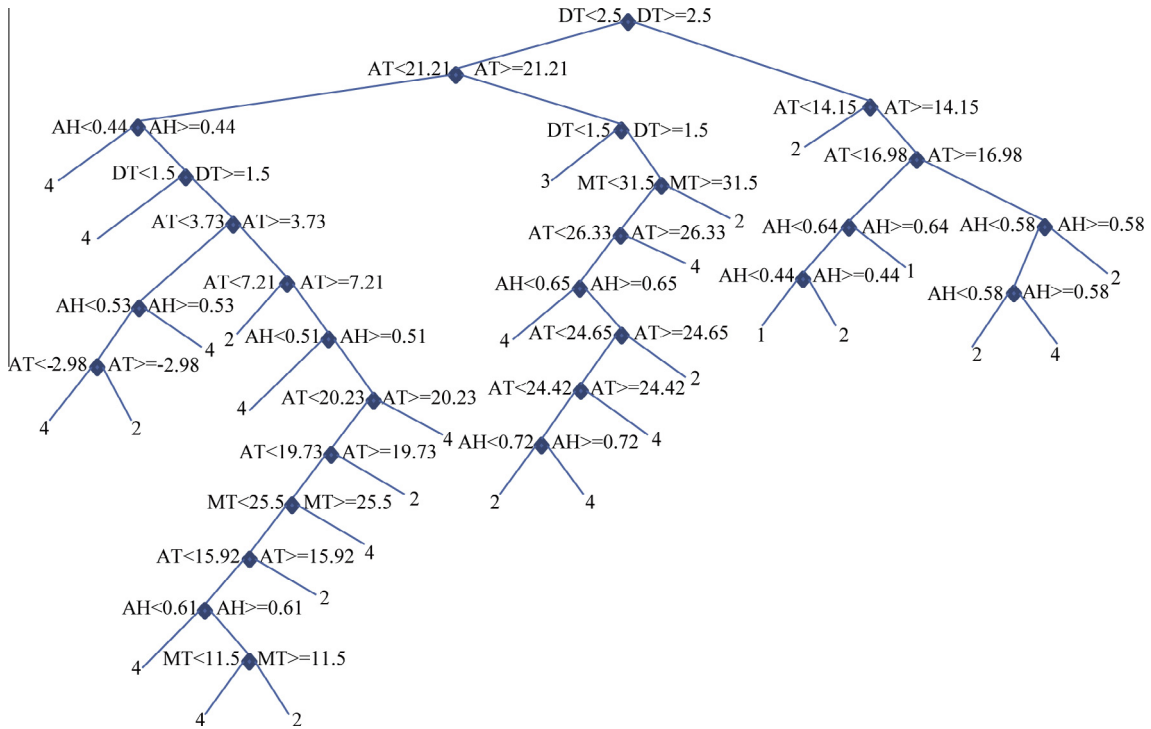 DT<2.5 DT>=2.5
AT<21.21 AT>=21.21
AT<14.15 AT>=14.15
AH<0.44 AH>=0.44
DT<1.5 DT>=1.5
2
AT<16.98 AT>=16.98
4
DT<1.5 DT>=1.5
3
MT<31.5 MT>=31.5
4
AT<3.73 AT>=3.73
2
AH<0.64 AH>=0.64
AH<0.58 AH>=0.58
AT<26.33 AT>=26.33
4
1
2
AT<7.21 AT>=7.21
AH<0.65 AH>=0.65
AH<0.44 AH>=0.44
AH<0.58 AH>=0.58
AH<0.53 AH>=0.53
4
2
AH<0.51 AH>=0.51
4
AT<24.65 AT>=24.65
1
2
2
4
AT<-2.98 AT>=-2.98
2
AT<24.42 AT>=24.42
4
AT<20.23 AT>=20.23
4
2
4
AH<0.72 AH>=0.72
4
AT<19.73 AT>=19.73
2
2
4
MT<25.5 MT>=25.5
4
AT<15.92 AT>=15.92
2
AH<0.61 AH>=0.61
4
MT<11.5 MT>=11.5
4
2